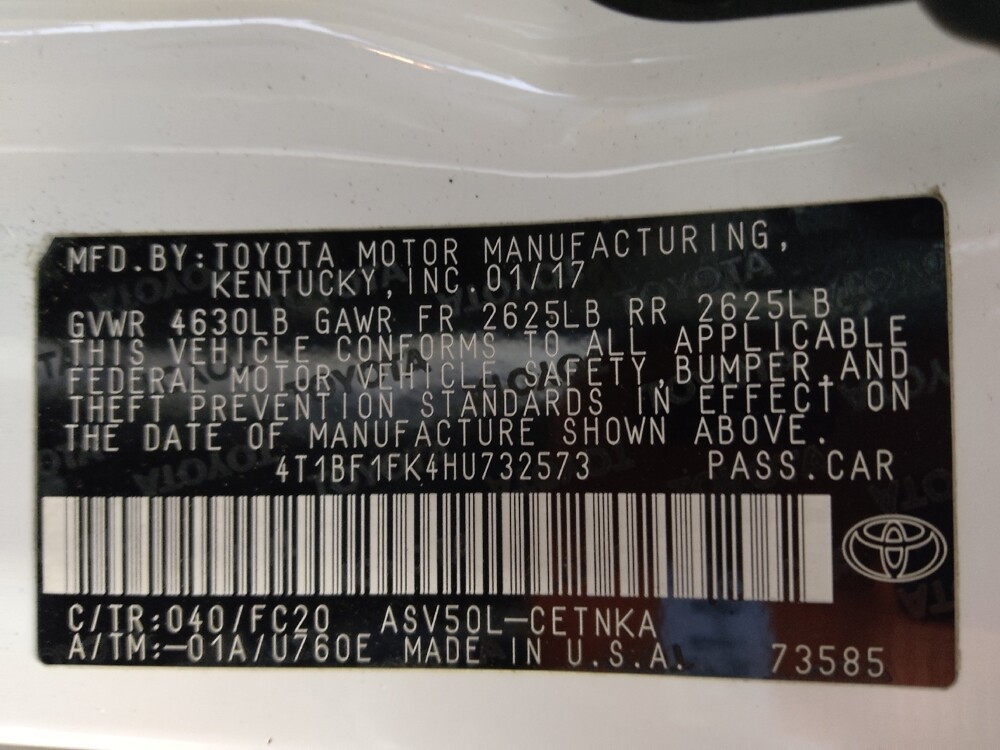 MFD.BY:TOYOTA MOTOR MANUFACTURING,
KENTUCKY,INC.01/17
GVWR 4630LB GAWR FR 2625LB RR 2625LB
THIS VEHICLE CONFORMS TO ALL APPLICABLE
FEDERAL MOTOR VEHICLE SAFETY,BUMPER,AND
THEFT PREVENTION STANDARDS IN EFFECT ON
THE DATE OF MANUFACTURE SHOWN ABOVE.
4T1BF1FK4HU732573 PASS.CAR
C/TR:040/FC20 ASV50L-CETNKA
A/TM:-01A/U760E MADE IN U.S.A. 73585